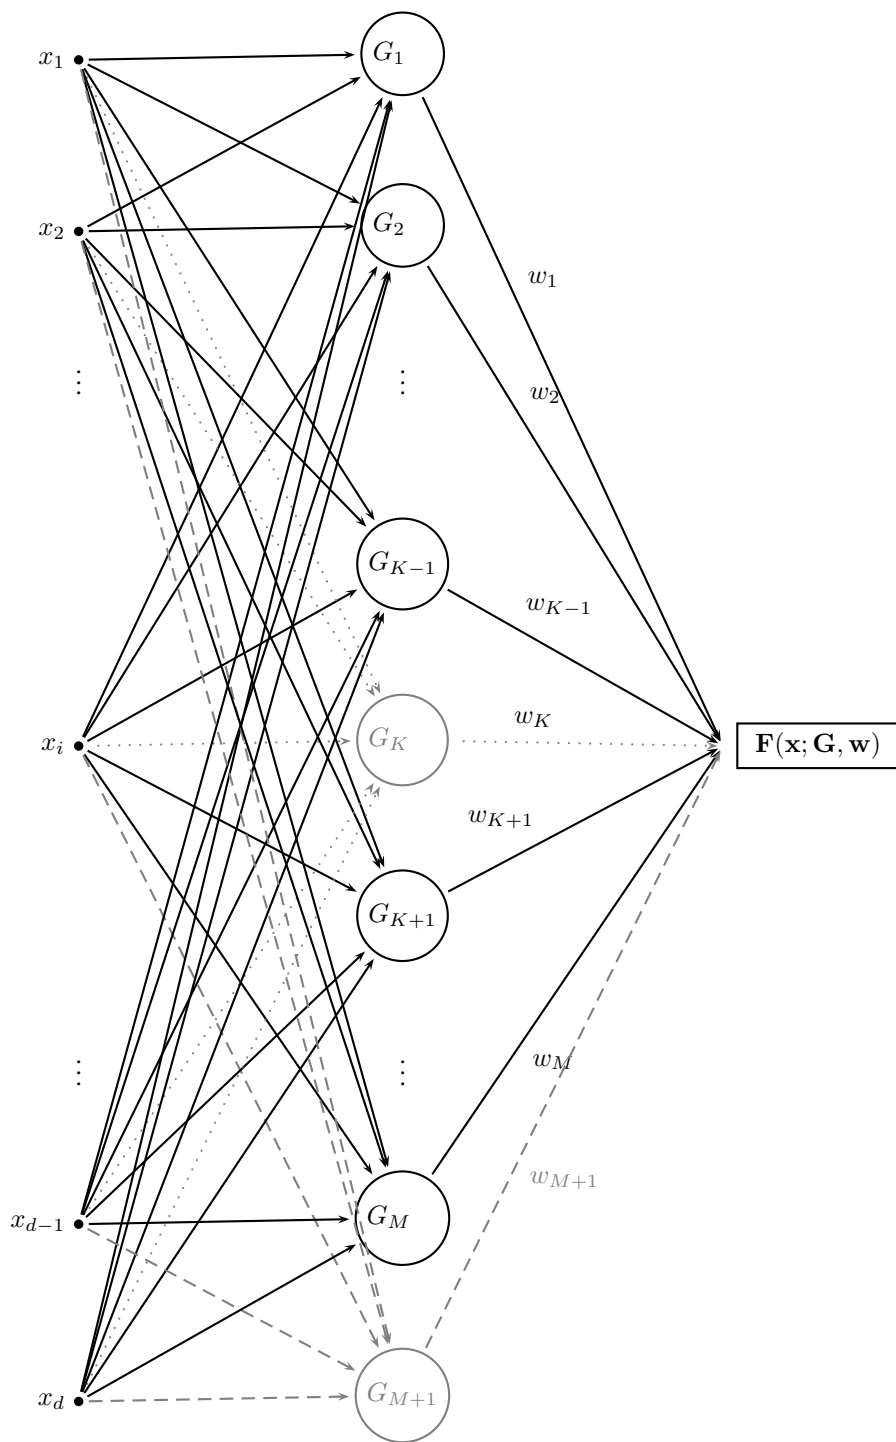 x_1
G_1
x_2
G_2
w_1
⋮
⋮
w_2
G_{K-1}
w_{K-1}
x_i
G_K
w_K
F(x; G, w)
w_{K+1}
G_{K+1}
⋮
⋮
w_M
w_{M+1}
x_{d-1}
G_M
x_d
G_{M+1}